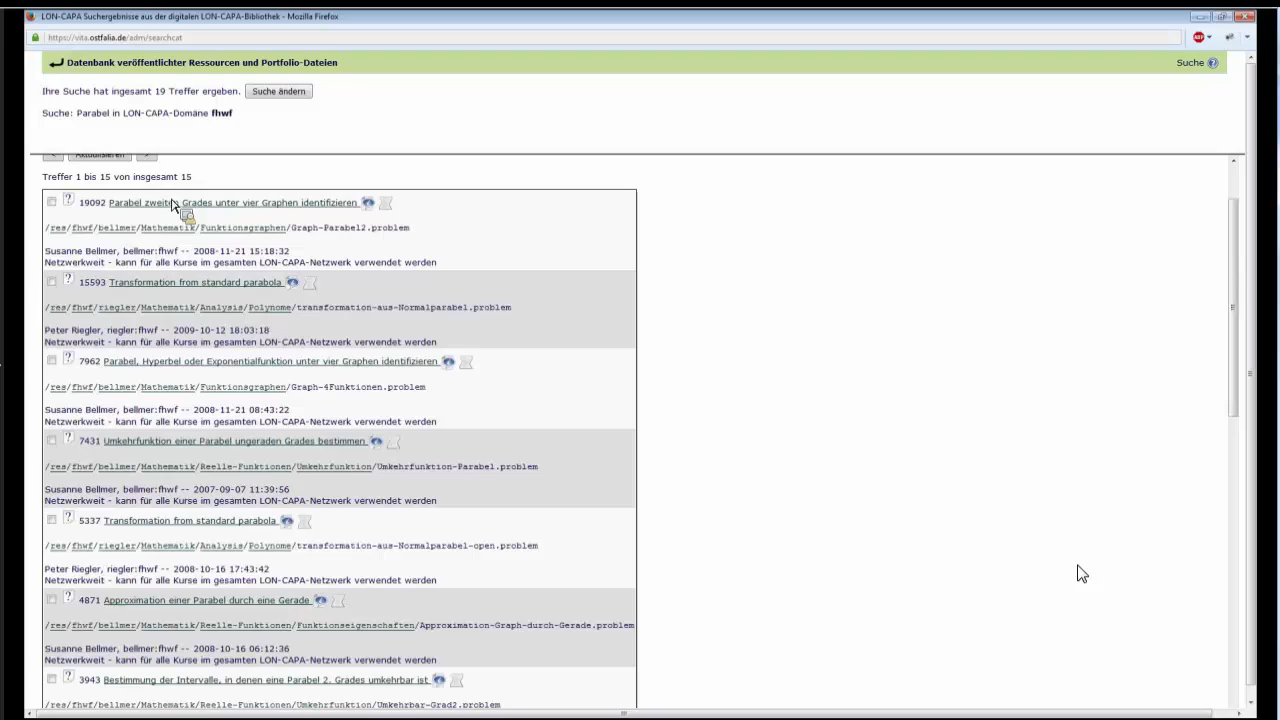 LON-CAPA Suchergebnisse aus der digitalen LON-CAPA-Bibliothek - Mozilla Firefox
https://vita.ostfalia.de/adm/searchcat
ABP
Datenbank veröffentlichter Ressourcen und Portfolio-Dateien
Suche
Ihre Suche hat insgesamt 19 Treffer ergeben. Suche ändern
Suche: Parabel in LON-CAPA-Domäne fhwf
< Aktualisieren >
Treffer 1 bis 15 von insgesamt 15
19092 Parabel zweiten Grades unter vier Graphen identifizieren
/res/fhwf/bellmer/Mathematik/Funktionsgraphen/Graph-Parabel2.problem
Susanne Bellmer, bellmer:fhwf -- 2008-11-21 15:18:32
Netzwerkweit - kann für alle Kurse im gesamten LON-CAPA-Netzwerk verwendet werden
15593 Transformation from standard parabola
/res/fhwf/riegler/Mathematik/Analysis/Polynome/transformation-aus-Normalparabel.problem
Peter Riegler, riegler:fhwf -- 2009-10-12 18:03:18
Netzwerkweit - kann für alle Kurse im gesamten LON-CAPA-Netzwerk verwendet werden
7962 Parabel, Hyperbel oder Exponentialfunktion unter vier Graphen identifizieren
/res/fhwf/bellmer/Mathematik/Funktionsgraphen/Graph-4Funktionen.problem
Susanne Bellmer, bellmer:fhwf -- 2008-11-21 08:43:22
Netzwerkweit - kann für alle Kurse im gesamten LON-CAPA-Netzwerk verwendet werden
7431 Umkehrfunktion einer Parabel ungeraden Grades bestimmen
/res/fhwf/bellmer/Mathematik/Reelle-Funktionen/Umkehrfunktion/Umkehrfunktion-Parabel.problem
Susanne Bellmer, bellmer:fhwf -- 2007-09-07 11:39:56
Netzwerkweit - kann für alle Kurse im gesamten LON-CAPA-Netzwerk verwendet werden
5337 Transformation from standard parabola
/res/fhwf/riegler/Mathematik/Analysis/Polynome/transformation-aus-Normalparabel-open.problem
Peter Riegler, riegler:fhwf -- 2008-10-16 17:43:42
Netzwerkweit - kann für alle Kurse im gesamten LON-CAPA-Netzwerk verwendet werden
4871 Approximation einer Parabel durch eine Gerade
/res/fhwf/bellmer/Mathematik/Reelle-Funktionen/Funktionseigenschaften/Approximation-Graph-durch-Gerade.problem
Susanne Bellmer, bellmer:fhwf -- 2008-10-16 06:12:36
Netzwerkweit - kann für alle Kurse im gesamten LON-CAPA-Netzwerk verwendet werden
3943 Bestimmung der Intervalle, in denen eine Parabel 2. Grades umkehrbar ist
/res/fhwf/bellmer/Mathematik/Reelle-Funktionen/Umkehrfunktion/Umkehrbar-Grad2.problem